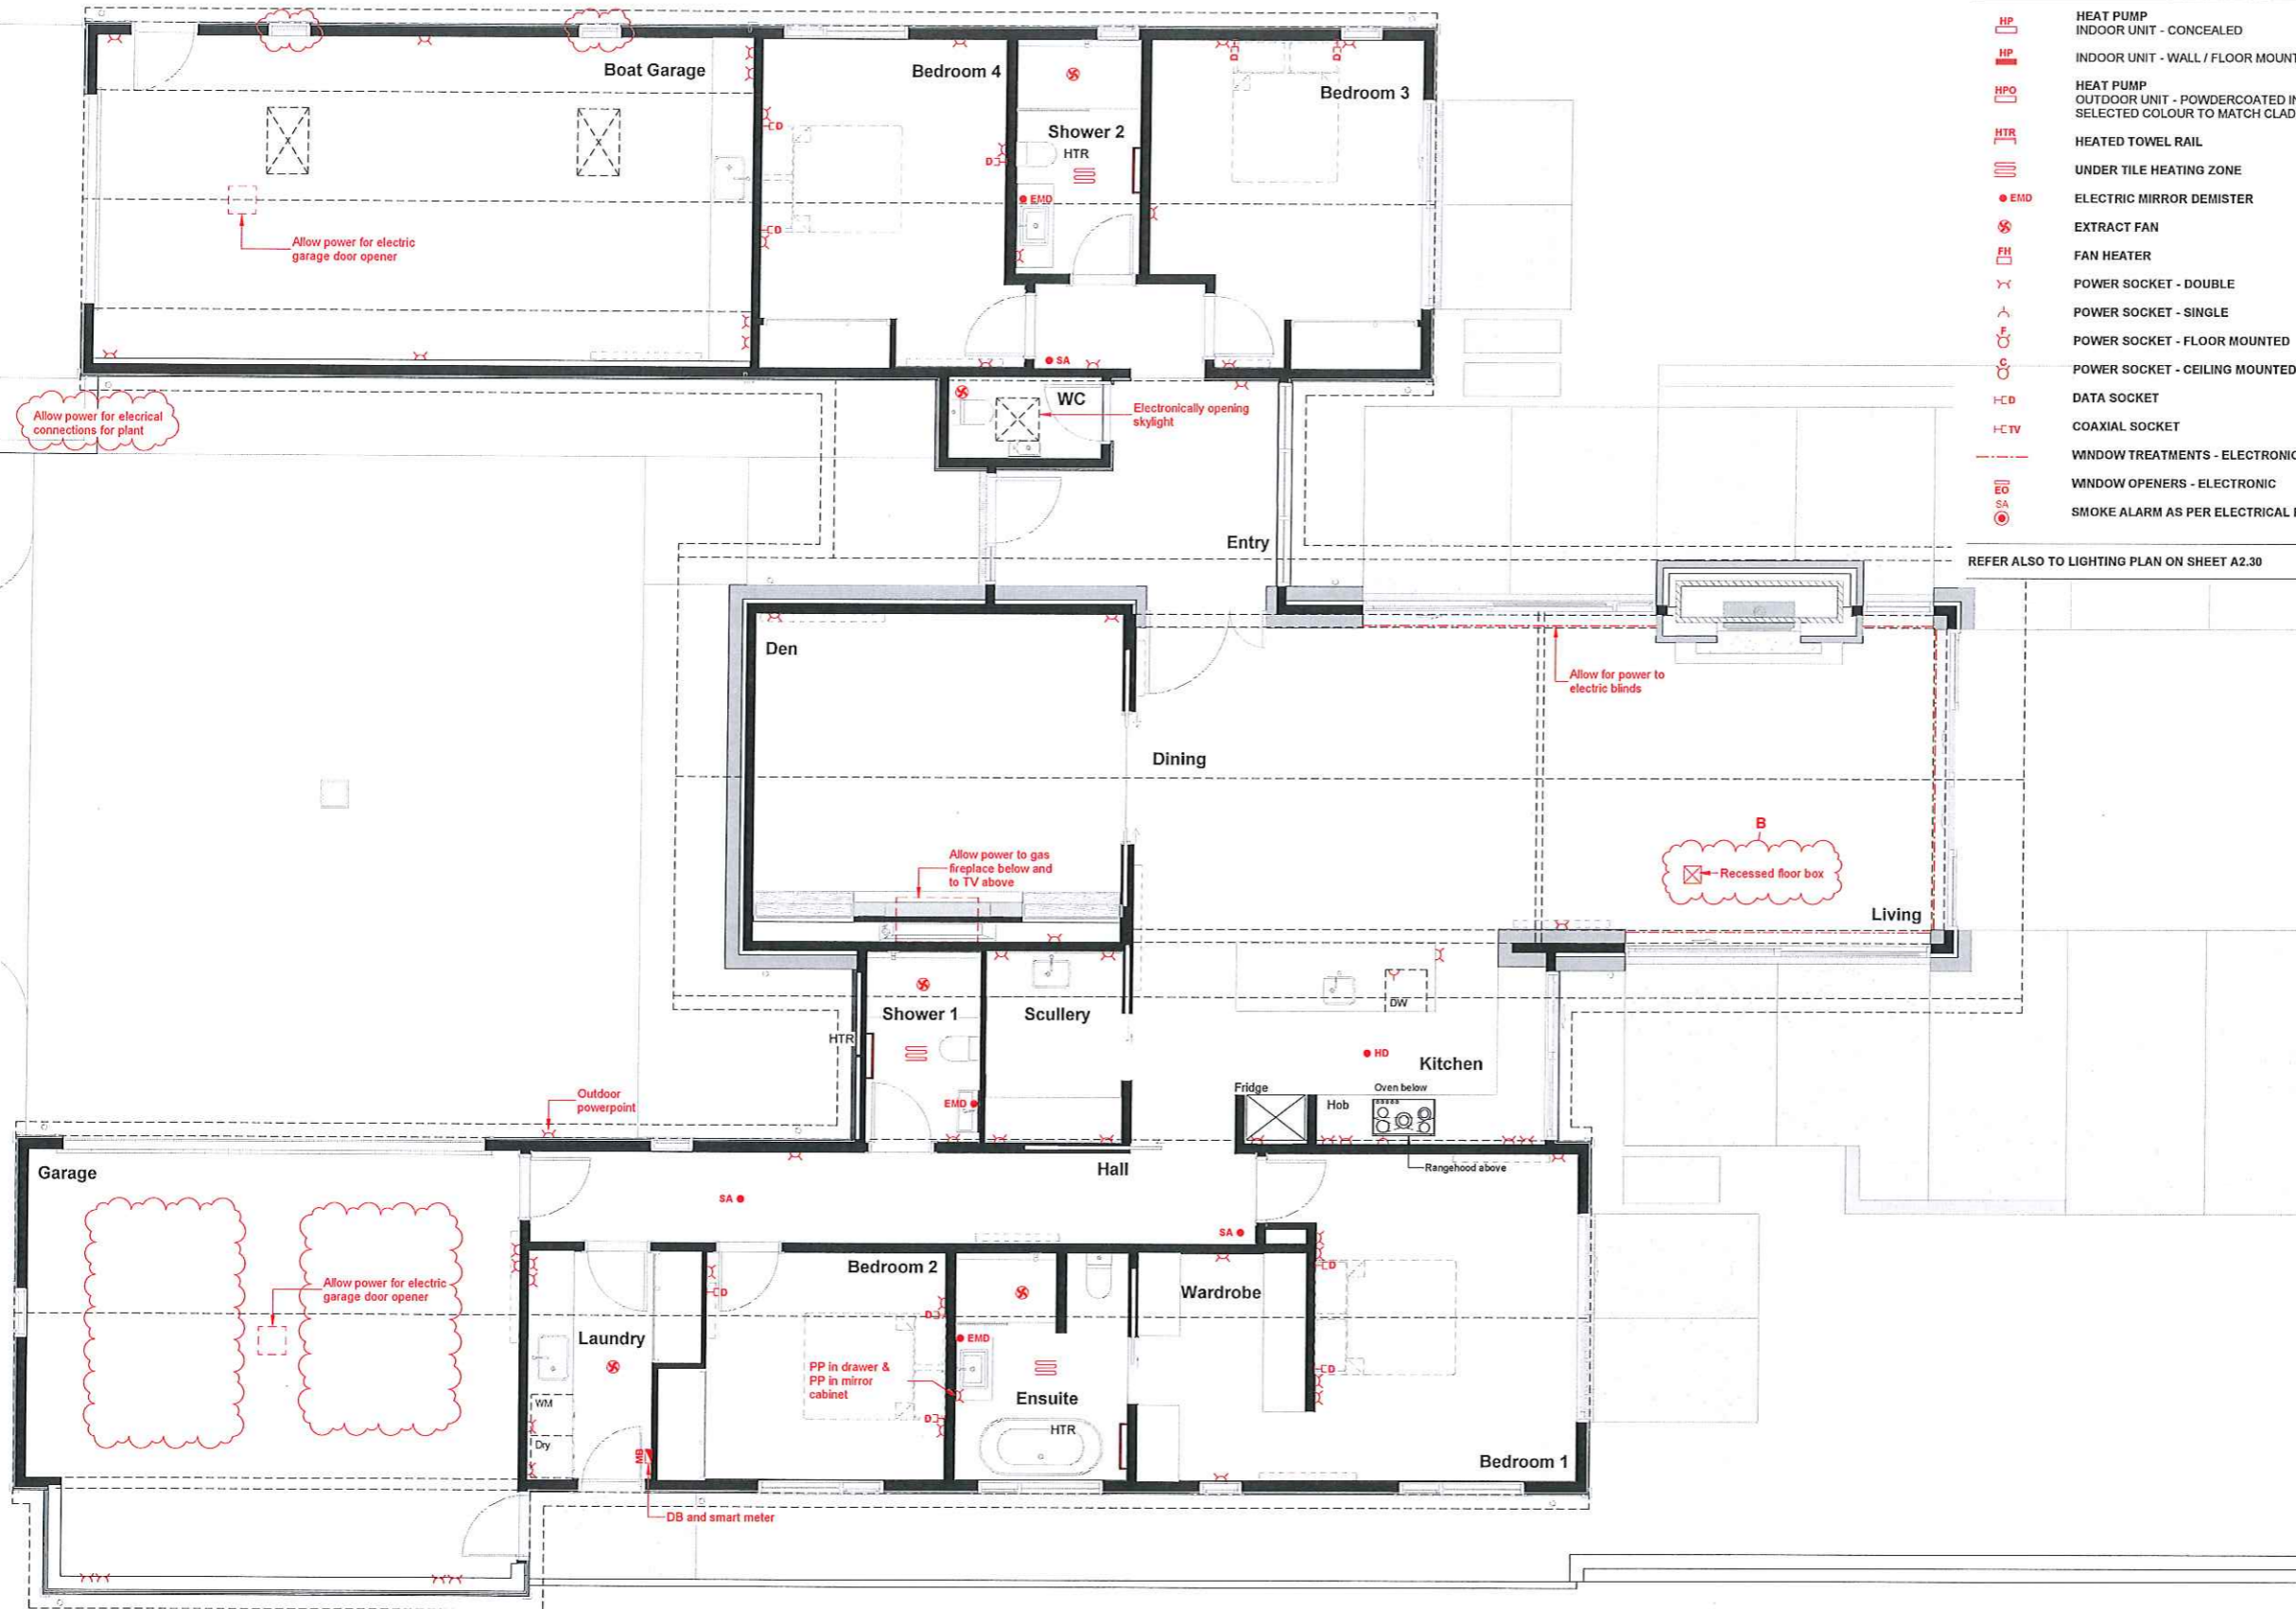 HP
HEAT PUMP
INDOOR UNIT - CONCEALED
HP
INDOOR UNIT - WALL / FLOOR MOUNT
HPO
HEAT PUMP
OUTDOOR UNIT - POWDERCOATED IN
SELECTED COLOUR TO MATCH CLAD
HTR
HEATED TOWEL RAIL
UNDER TILE HEATING ZONE
EMD
ELECTRIC MIRROR DEMISTER
EXTRACT FAN
FH
FAN HEATER
POWER SOCKET - DOUBLE
POWER SOCKET - SINGLE
F
POWER SOCKET - FLOOR MOUNTED
C
POWER SOCKET - CEILING MOUNTED
D
DATA SOCKET
TV
COAXIAL SOCKET
WINDOW TREATMENTS - ELECTRONIC
EO
WINDOW OPENERS - ELECTRONIC
SA
SMOKE ALARM AS PER ELECTRICAL
REFER ALSO TO LIGHTING PLAN ON SHEET A2.30
Boat Garage
Bedroom 4
Bedroom 3
D
D
D
Shower 2
HTR
D
D
EMD
D
Allow power for electric
garage door opener
SA
Allow power for elecrical
connections for plant
WC
Electronically opening
skylight
Entry
Den
Allow for power to
electric blinds
Dining
B
Recessed floor box
Allow power to gas
fireplace below and
to TV above
Living
Shower 1
Scullery
DW
HTR
HD
Kitchen
Fridge
Oven below
Hob
EMD
Outdoor
powerpoint
Garage
Hall
Rangehood above
SA
SA
Bedroom 2
Wardrobe
D
D
Allow power for electric
garage door opener
D
Laundry
EMD
PP in drawer &
PP in mirror
cabinet
D
Ensuite
WM
D
HTR
Dry
MB
Bedroom 1
DB and smart meter